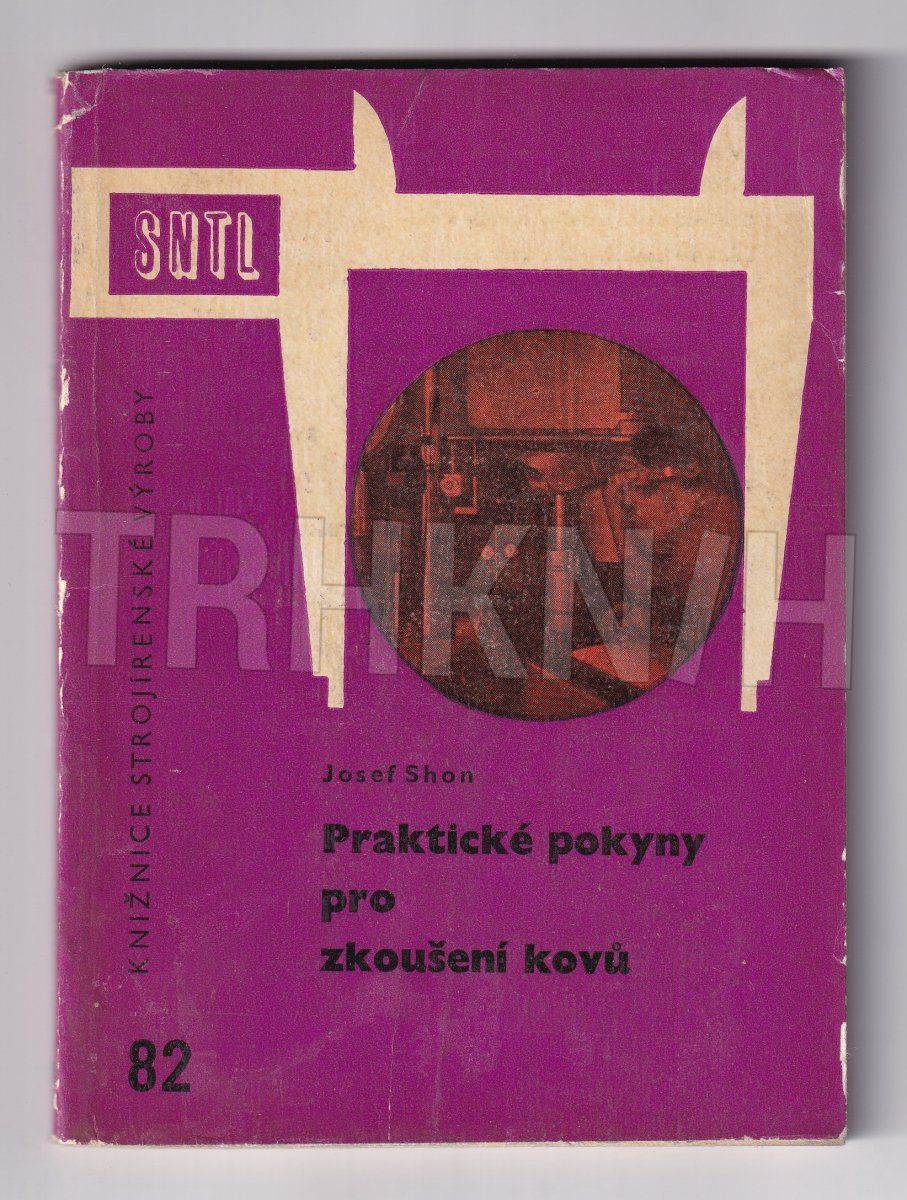 SNTL
KNIŽNICE STROJÍRENSKÉ VÝROBY
TRHKNIH
Josef Shon
Praktické pokyny
pro
zkoušení kovů
82